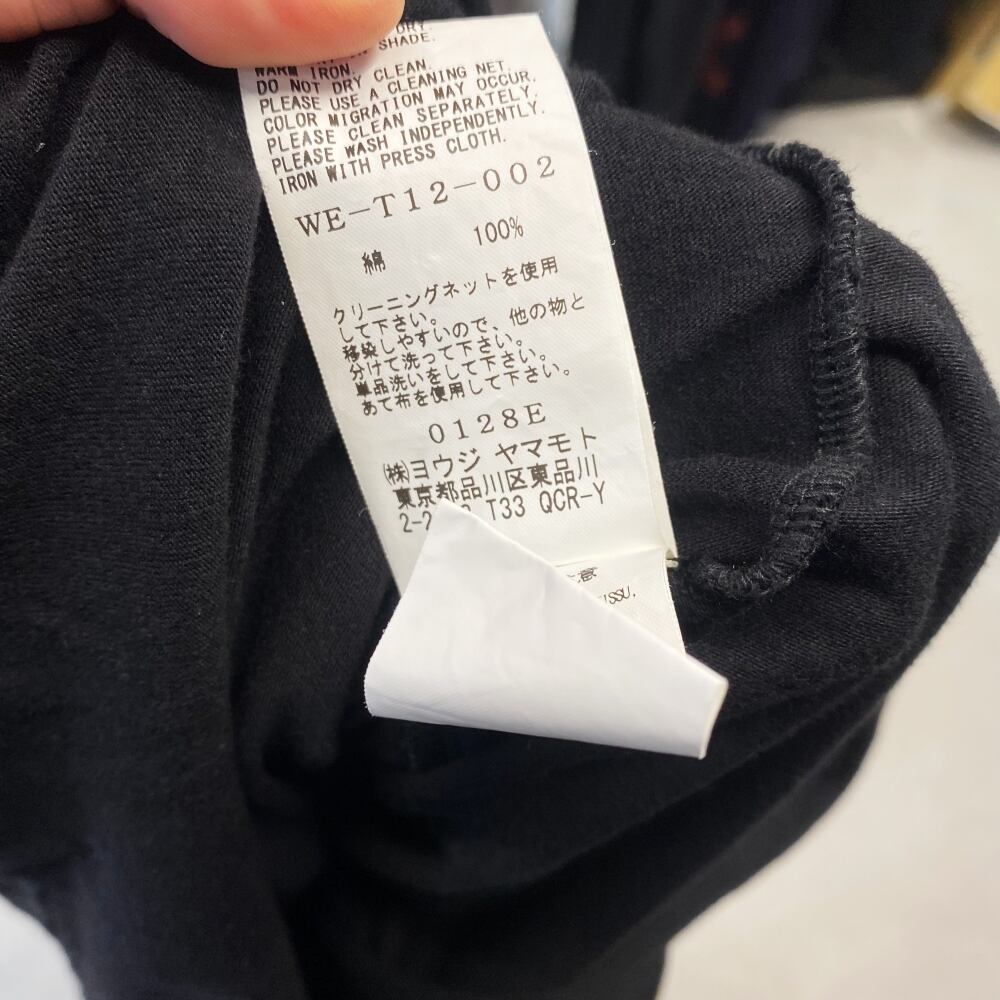 DRY.
SHADE.
WARM IRON.
DO NOT DRY CLEAN.
PLEASE USE A CLEANING NET.
COLOR MIGRATION MAY OCCUR.
PLEASE CLEAN SEPARATELY.
PLEASE WASH INDEPENDENTLY.
IRON WITH PRESS CLOTH.
WE-T12-002
綿 100%
クリーニングネットを使用
して下さい。
移染しやすいので、他の物と
分けて洗って下さい。
単品洗いをして下さい。
あて布を使用して下さい。
0128E
㈱ヨウジ ヤマモト
東京都品川区東品川
T33 QCR-Y